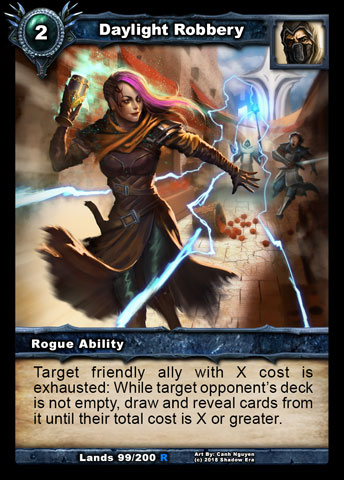 2
Daylight Robbery
Rogue Ability
Target friendly ally with X cost is
exhausted: While target opponent's deck
is not empty, draw and reveal cards from
it until their total cost is X or greater.
Lands 99/200 R
Art By: Canh Nguyen
(c) 2018 Shadow Era